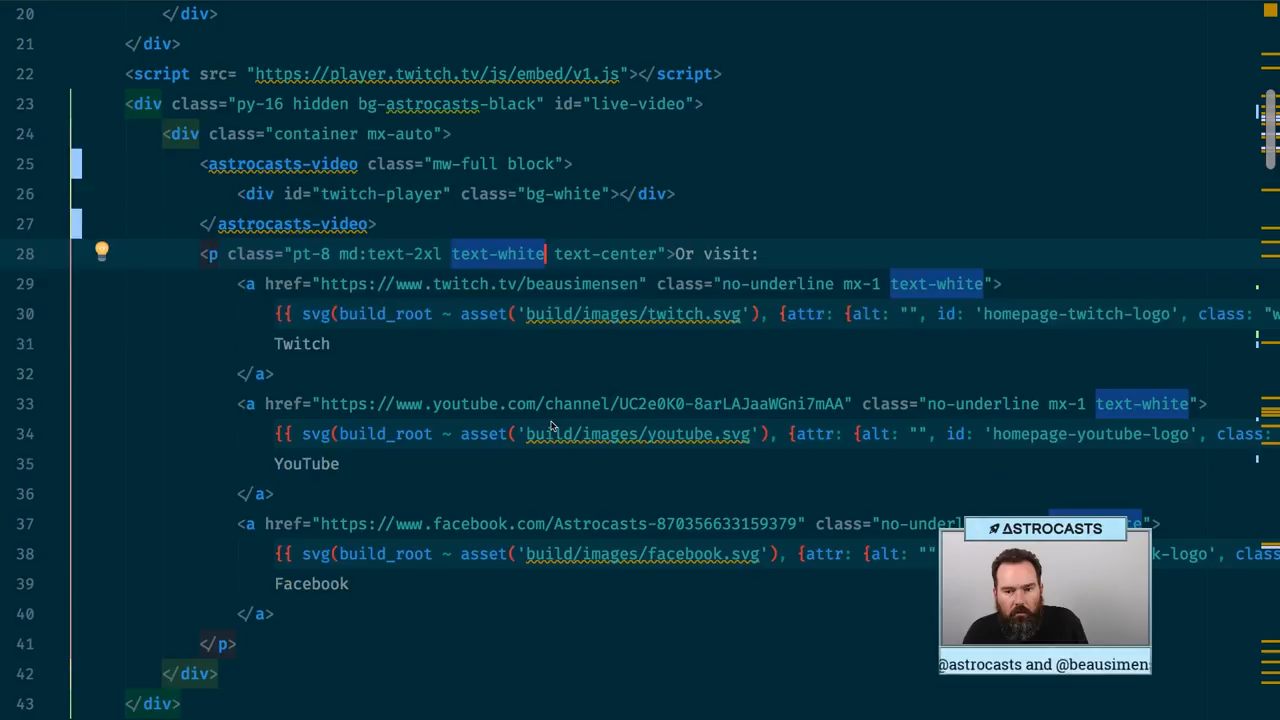 20 </div>
21 </div>
22 <script src= "https://player.twitch.tv/js/embed/v1.js"></script>
23 <div class="py-16 hidden bg-astrocasts-black" id="live-video">
24 <div class="container mx-auto">
25 <astrocasts-video class="mw-full block">
26 <div id="twitch-player" class="bg-white"></div>
27 </astrocasts-video>
28 <p class="pt-8 md:text-2xl text-white text-center">Or visit:
29 <a href="https://www.twitch.tv/beausimensen" class="no-underline mx-1 text-white">
30 {{ svg(build_root ~ asset('build/images/twitch.svg'), {attr: {alt: "", id: 'homepage-twitch-logo', class: "w
31 Twitch
32 </a>
33 <a href="https://www.youtube.com/channel/UC2e0K0-8arLAJaaWGni7mAA" class="no-underline mx-1 text-white">
34 {{ svg(build_root ~ asset('build/images/youtube.svg'), {attr: {alt: "", id: 'homepage-youtube-logo', class:
35 YouTube
36 </a>
37 <a href="https://www.facebook.com/Astrocasts-870356633159379" class="no-underl
38 {{ svg(build_root ~ asset('build/images/facebook.svg'), {attr: {alt: "" k-logo', class
39 Facebook
40 </a>
41 </p>
42 </div>
43 </div>
ΔSTROCASTS
@astrocasts and @beausimens